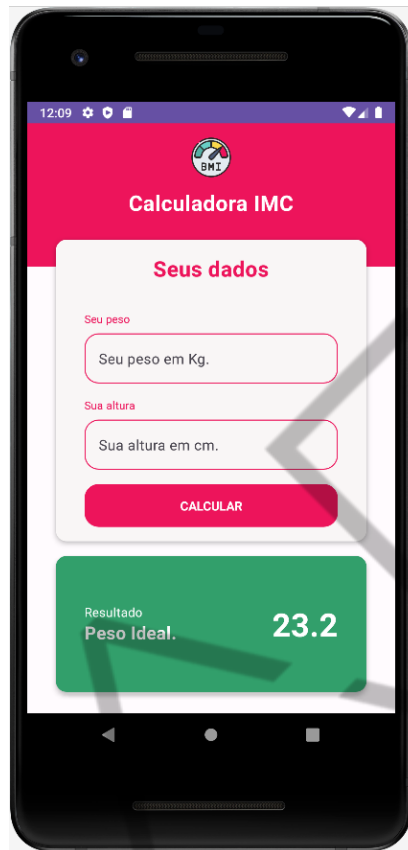 12:09
BMI
Calculadora IMC
Seus dados
Seu peso
Seu peso em Kg.
Sua altura
Sua altura em cm.
CALCULAR
Resultado
Peso Ideal.
23.2